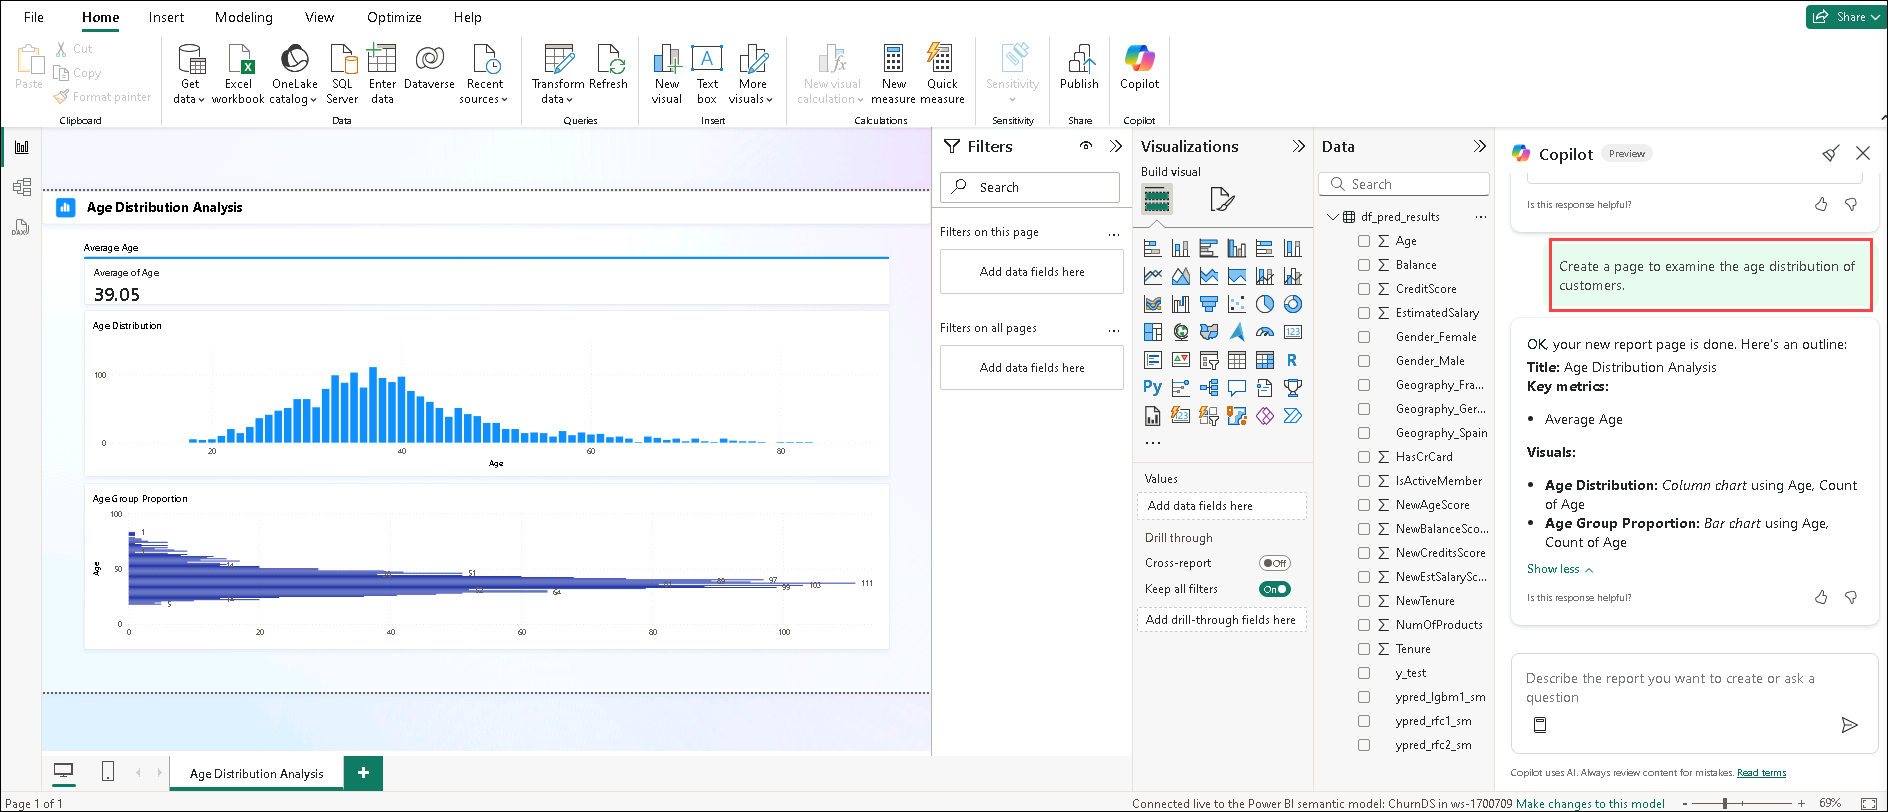 File
Home
Insert
Modeling
View
Optimize
Help
Share
Paste
Cut
Copy
Format painter
Clipboard
Get data
Excel workbook
OneLake catalog
SQL Server
Enter data
Dataverse
Recent sources
Data
Transform data
Refresh
Queries
New visual
Text box
More visuals
Insert
New visual calculation
New measure
Quick measure
Calculations
Sensitivity
Sensitivity
Publish
Share
Copilot
Copilot
Age Distribution Analysis
Average Age
Average of Age
39.05
Age Distribution
100
0
20
40
60
80
Age
Age Group Proportion
100
50
0
Age
1
51
97
89
111
103
99
64
5
0
20
40
60
80
100
Filters
Search
Filters on this page
...
Add data fields here
Filters on all pages
...
Add data fields here
Visualizations
Build visual
123
R
Py
123
...
Values
Add data fields here
Drill through
Cross-report
Off
Keep all filters
On
Add drill-through fields here
Data
Search
df_pred_results
...
Age
Balance
CreditScore
EstimatedSalary
Gender_Female
Gender_Male
Geography_Fra...
Geography_Ger...
Geography_Spain
HasCrCard
IsActiveMember
NewAgeScore
NewBalanceSco...
NewCreditsScore
NewEstSalarySc...
NewTenure
NumOfProducts
Tenure
y_test
ypred_lgbm1_sm
ypred_rfc1_sm
ypred_rfc2_sm
Copilot
Preview
Is this response helpful?
Create a page to examine the age distribution of
customers.
OK, your new report page is done. Here's an outline:
Title: Age Distribution Analysis
Key metrics:
• Average Age
Visuals:
• Age Distribution: Column chart using Age, Count
of Age
• Age Group Proportion: Bar chart using Age,
Count of Age
Show less
Is this response helpful?
Describe the report you want to create or ask a
question
Copilot uses AI. Always review content for mistakes. Read terms
DAX
Age Distribution Analysis
+
Page 1 of 1
Connected live to the Power BI semantic model: ChurnDS in ws-1700709 Make changes to this model
- + 69%